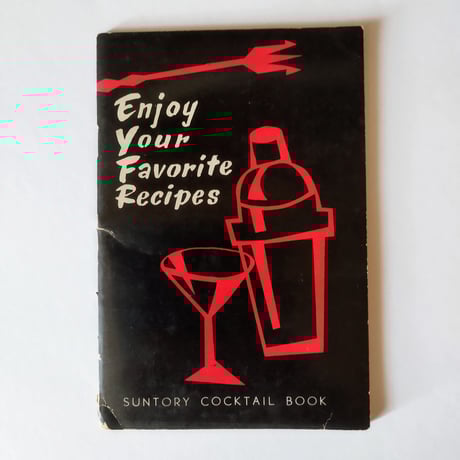 Enjoy
Your
Favorite
Recipes
SUNTORY COCKTAIL BOOK